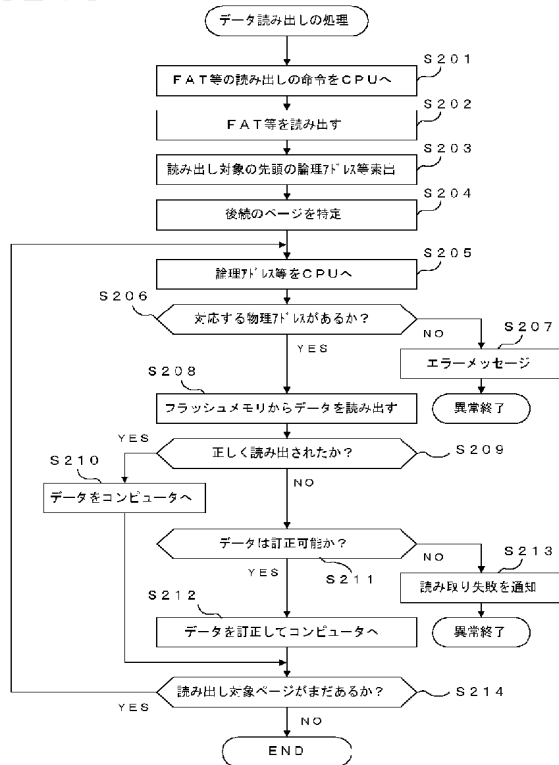 データ読み出しの処理
S201
FAT等の読み出しの命令をCPUへ
S202
FAT等を読み出す
S203
読み出し対象の先頭の論理ｱﾄﾞﾚｽ等索出
S204
後続のページを特定
S205
論理ｱﾄﾞﾚｽ等をCPUへ
S206
対応する物理ｱﾄﾞﾚｽがあるか？
NO
S207
YES
エラーメッセージ
S208
異常終了
フラッシュメモリからデータを読み出す
YES
正しく読み出されたか？
S209
S210
NO
データをコンピュータへ
データは訂正可能か？
NO
S213
YES
S211
読み取り失敗を通知
S212
データを訂正してコンピュータへ
異常終了
読み出し対象ページがまだあるか？
S214
YES
NO
END